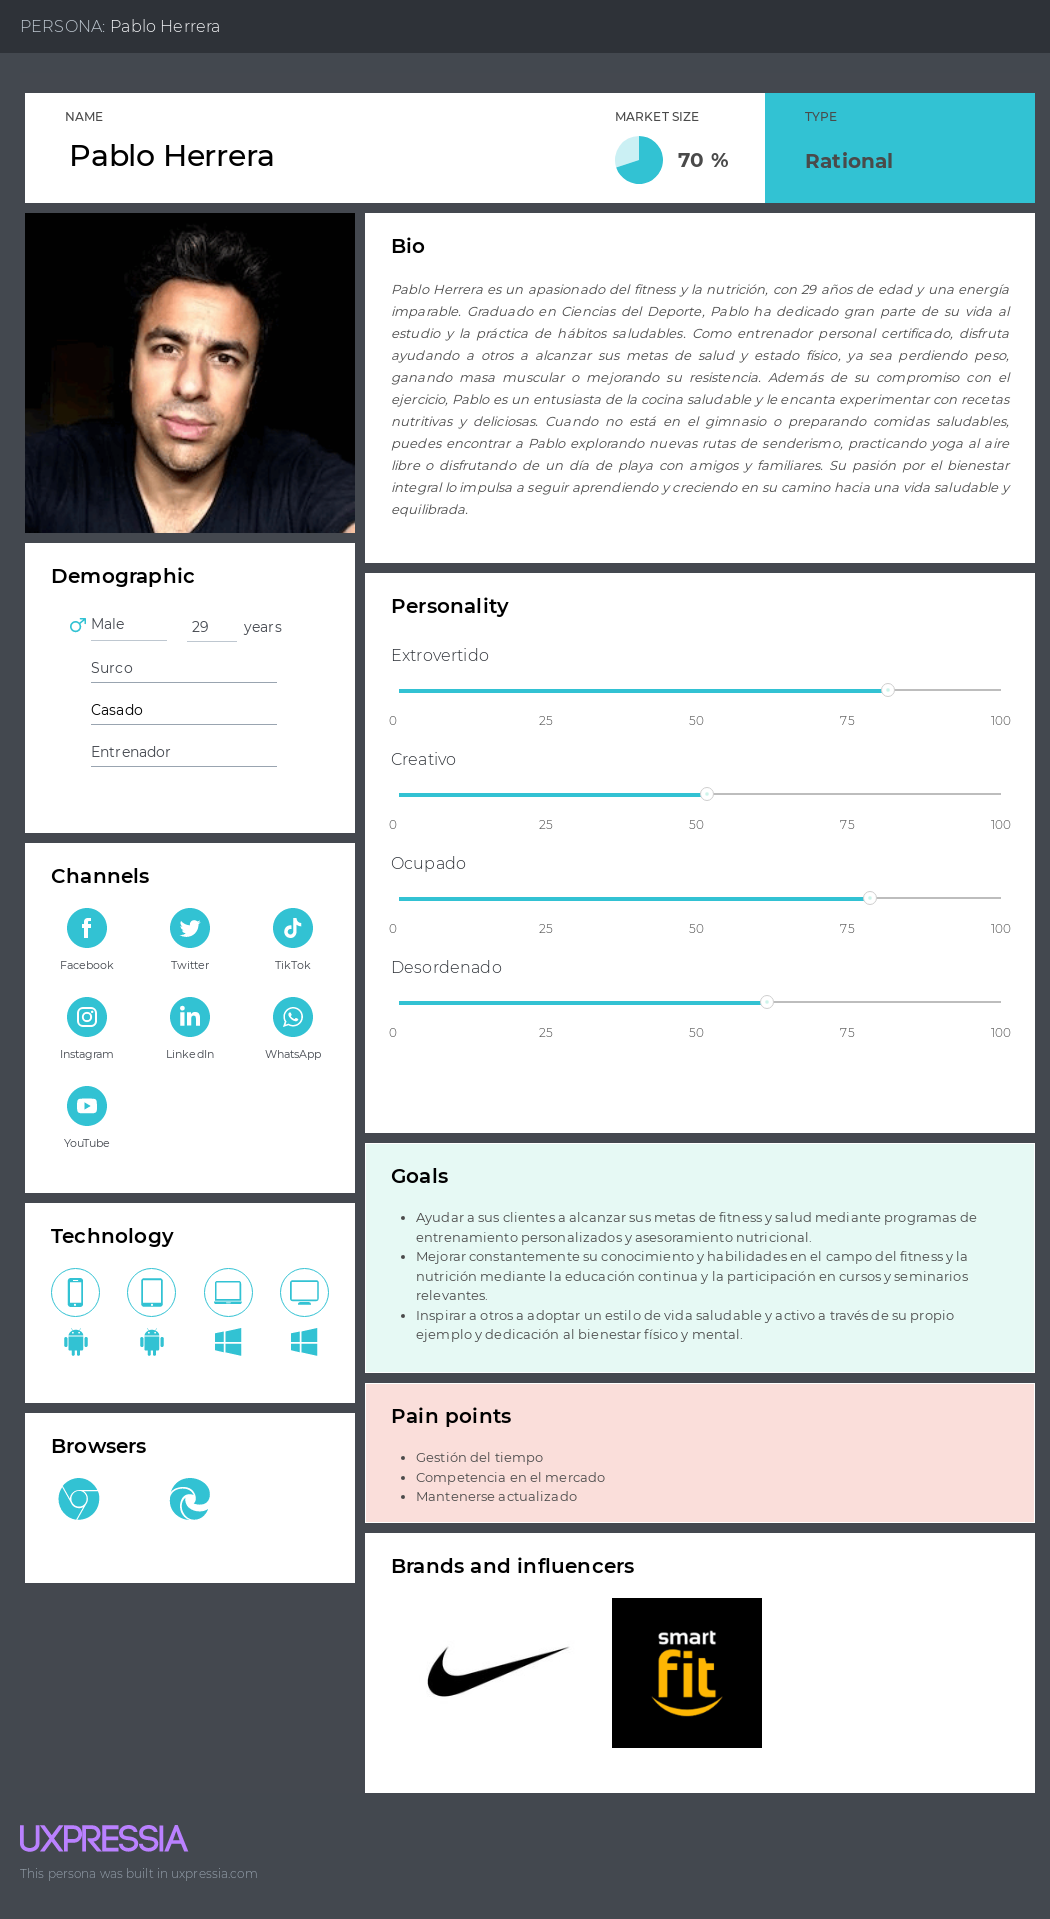 PERSONA: Pablo Herrera
NAME
Pablo Herrera
MARKET SIZE
70 %
TYPE
Rational
Bio
Pablo Herrera es un apasionado del fitness y la nutrición, con 29 años de edad y una energía
imparable. Graduado en Ciencias del Deporte, Pablo ha dedicado gran parte de su vida al
estudio y la práctica de hábitos saludables. Como entrenador personal certificado, disfruta
ayudando a otros a alcanzar sus metas de salud y estado físico, ya sea perdiendo peso,
ganando masa muscular o mejorando su resistencia. Además de su compromiso con el
ejercicio, Pablo es un entusiasta de la cocina saludable y le encanta experimentar con recetas
nutritivas y deliciosas. Cuando no está en el gimnasio o preparando comidas saludables,
puedes encontrar a Pablo explorando nuevas rutas de senderismo, practicando yoga al aire
libre o disfrutando de un día de playa con amigos y familiares. Su pasión por el bienestar
integral lo impulsa a seguir aprendiendo y creciendo en su camino hacia una vida saludable y
equilibrada.
Demographic
Male 29 years
Surco
Casado
Entrenador
Personality
Extrovertido
0 25 50 75 100
Creativo
0 25 50 75 100
Ocupado
0 25 50 75 100
Desordenado
0 25 50 75 100
Channels
Facebook Twitter TikTok
Instagram LinkedIn WhatsApp
YouTube
Goals
• Ayudar a sus clientes a alcanzar sus metas de fitness y salud mediante programas de
entrenamiento personalizados y asesoramiento nutricional.
• Mejorar constantemente su conocimiento y habilidades en el campo del fitness y la
nutrición mediante la educación continua y la participación en cursos y seminarios
relevantes.
• Inspirar a otros a adoptar un estilo de vida saludable y activo a través de su propio
ejemplo y dedicación al bienestar físico y mental.
Technology
Pain points
• Gestión del tiempo
• Competencia en el mercado
• Mantenerse actualizado
Browsers
Brands and influencers
smart
fit
UXPRESSIA
This persona was built in uxpressia.com